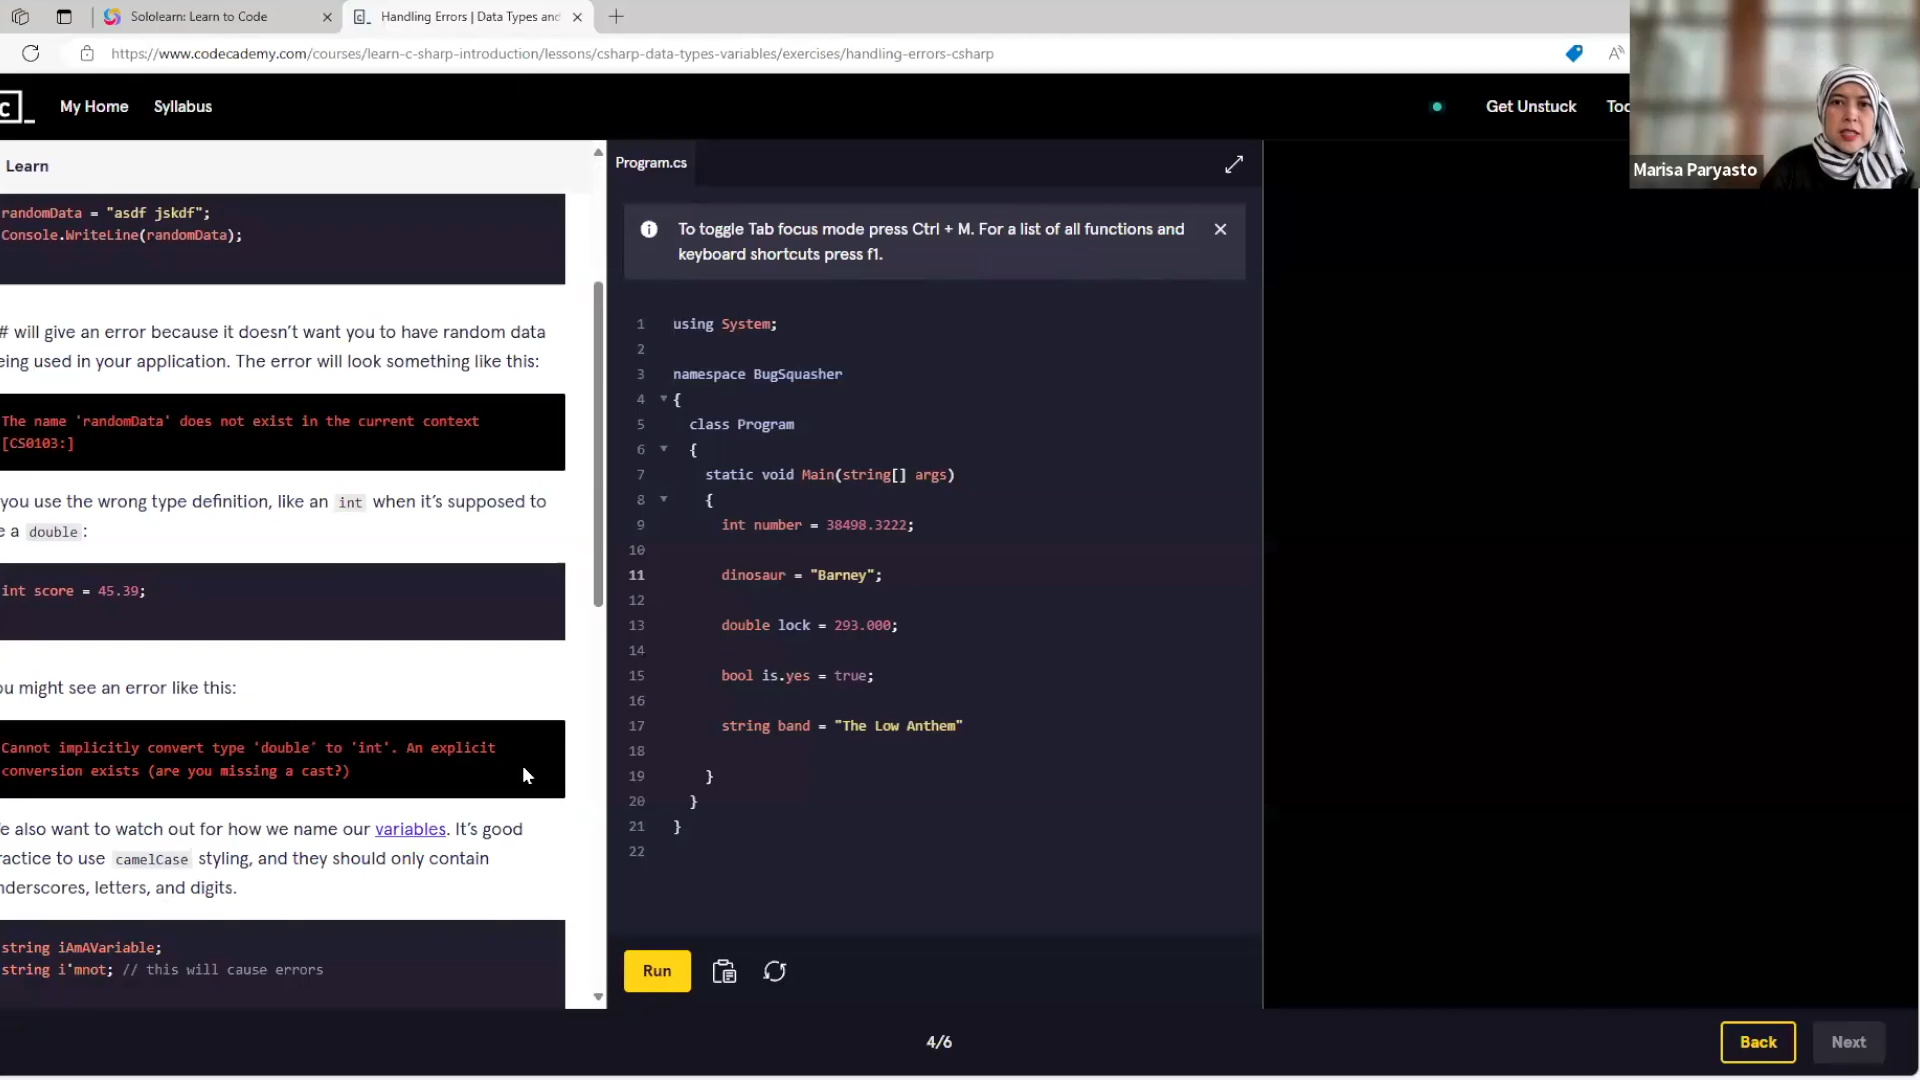 Sololearn: Learn to Code
Handling Errors | Data Types and
https://www.codecademy.com/courses/learn-c-sharp-introduction/lessons/csharp-data-types-variables/exercises/handling-errors-csharp
c_
My Home
Syllabus
Get Unstuck
Marisa Paryasto
Learn
randomData = "asdf jskdf";
Console.WriteLine(randomData);
# will give an error because it doesn't want you to have random data
eing used in your application. The error will look something like this:
The name 'randomData' does not exist in the current context
[CS0103:]
you use the wrong type definition, like an int when it's supposed to
e a double:
int score = 45.39;
ou might see an error like this:
Cannot implicitly convert type 'double' to 'int'. An explicit
conversion exists (are you missing a cast?)
e also want to watch out for how we name our variables. It's good
ractice to use camelCase styling, and they should only contain
nderscores, letters, and digits.
string iAmAVariable;
string i'mnot; // this will cause errors
Program.cs
To toggle Tab focus mode press Ctrl + M. For a list of all functions and
keyboard shortcuts press f1.
1 using System;
2
3 namespace BugSquasher
4 {
5 class Program
6 {
7 static void Main(string[] args)
8 {
9 int number = 38498.3222;
10
11 dinosaur = "Barney";
12
13 double lock = 293.000;
14
15 bool is.yes = true;
16
17 string band = "The Low Anthem"
18
19 }
20 }
21 }
22
Run
4/6
Back
Next